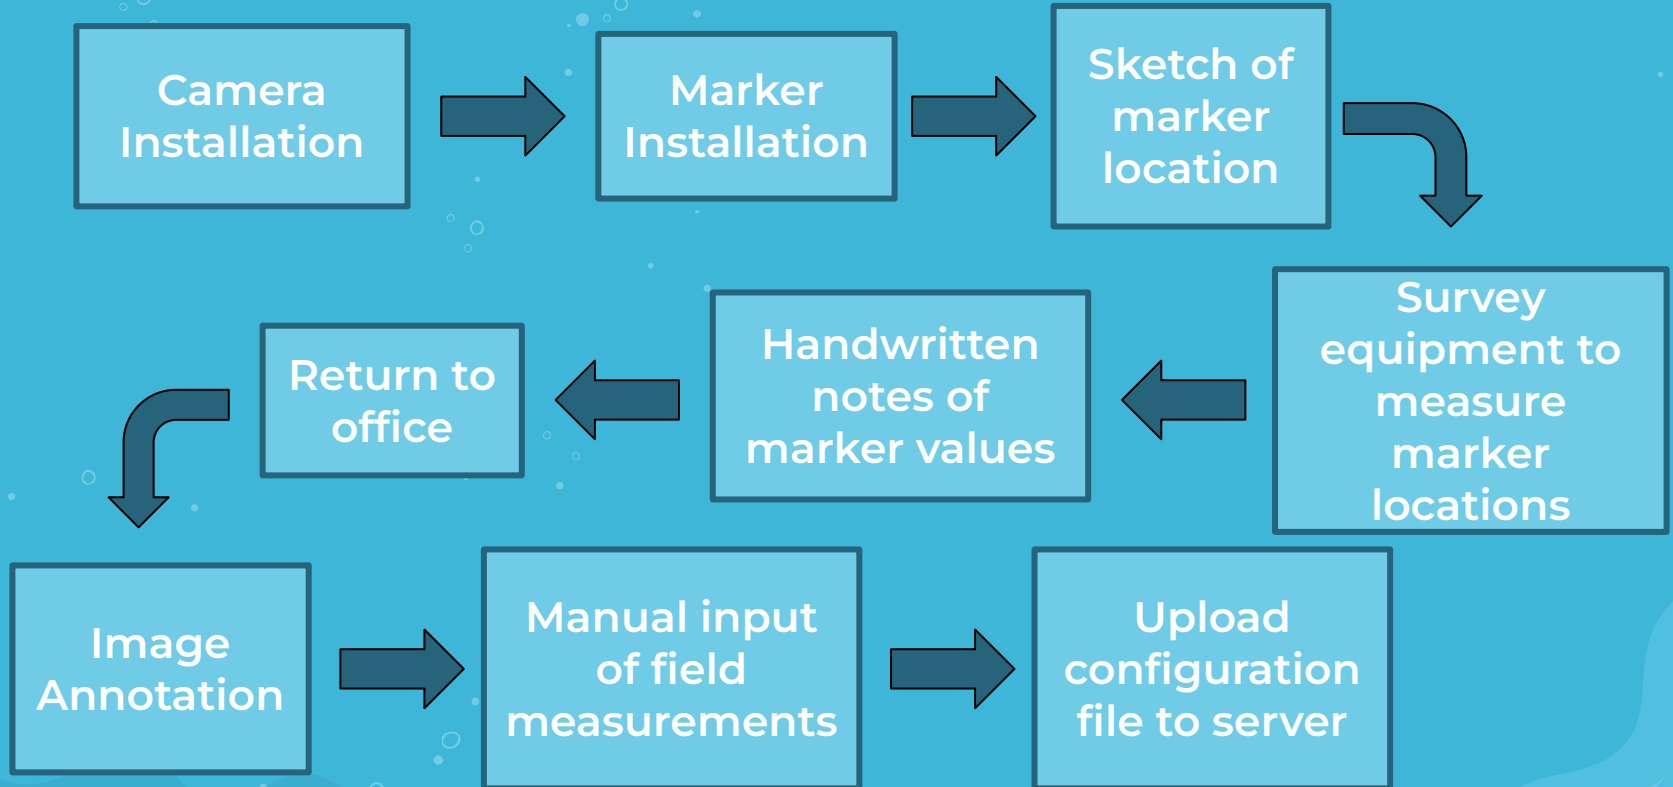 Camera
Installation
Marker
Installation
Sketch of
marker
location
Survey
equipment to
measure
marker
locations
Handwritten
notes of
marker values
Return to
office
Image
Annotation
Manual input
of field
measurements
Upload
configuration
file to server